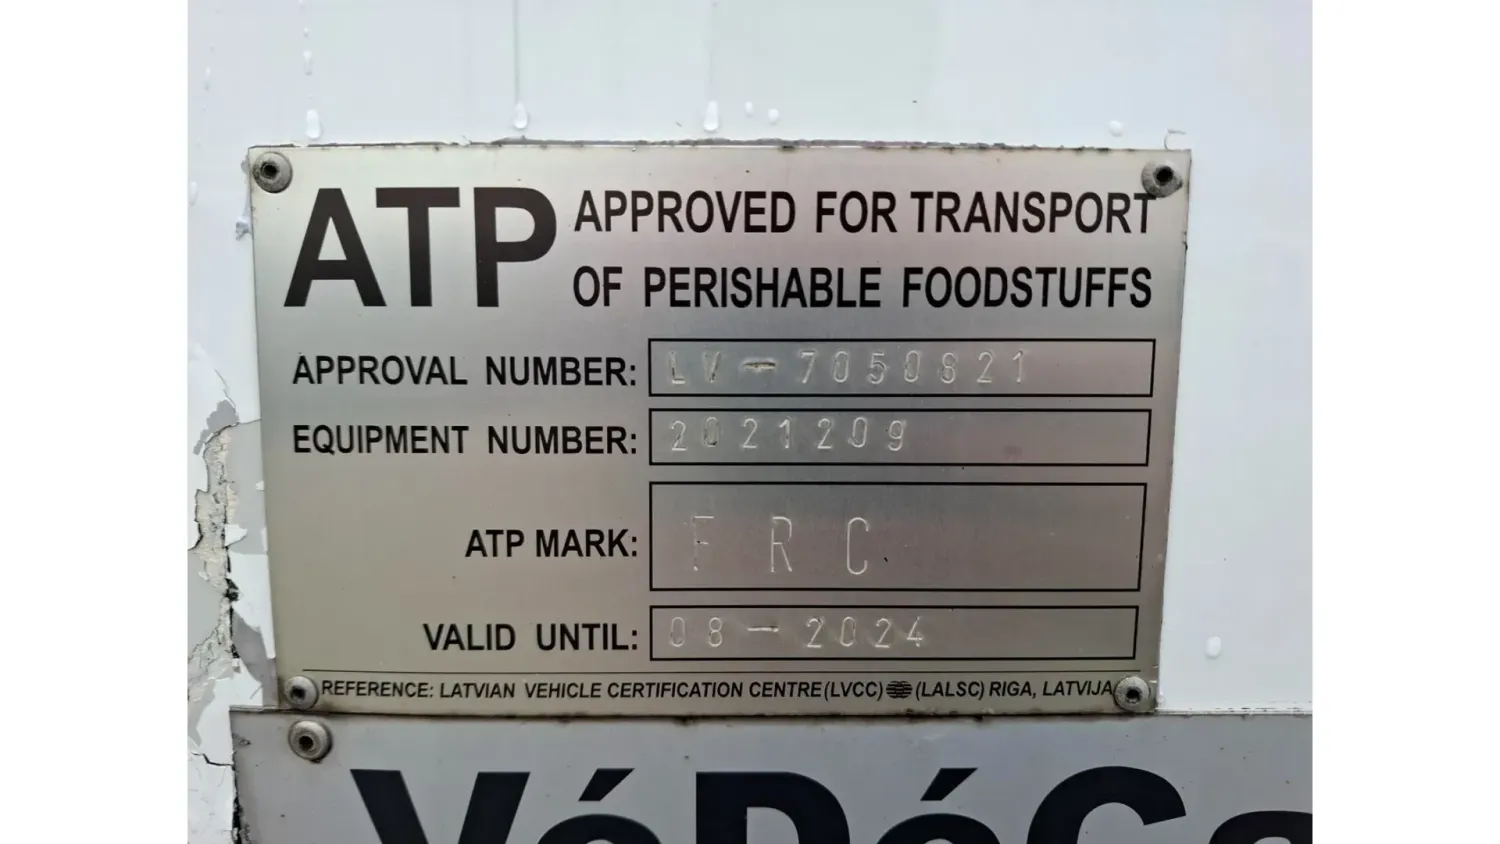 ATP APPROVED FOR TRANSPORT
OF PERISHABLE FOODSTUFFS
APPROVAL NUMBER: LV-7050821
EQUIPMENT NUMBER: 2021209
ATP MARK: FRC
VALID UNTIL: 08-2024
REFERENCE: LATVIAN VEHICLE CERTIFICATION CENTRE (LVCC) (LALSC) RIGA, LATVIJA